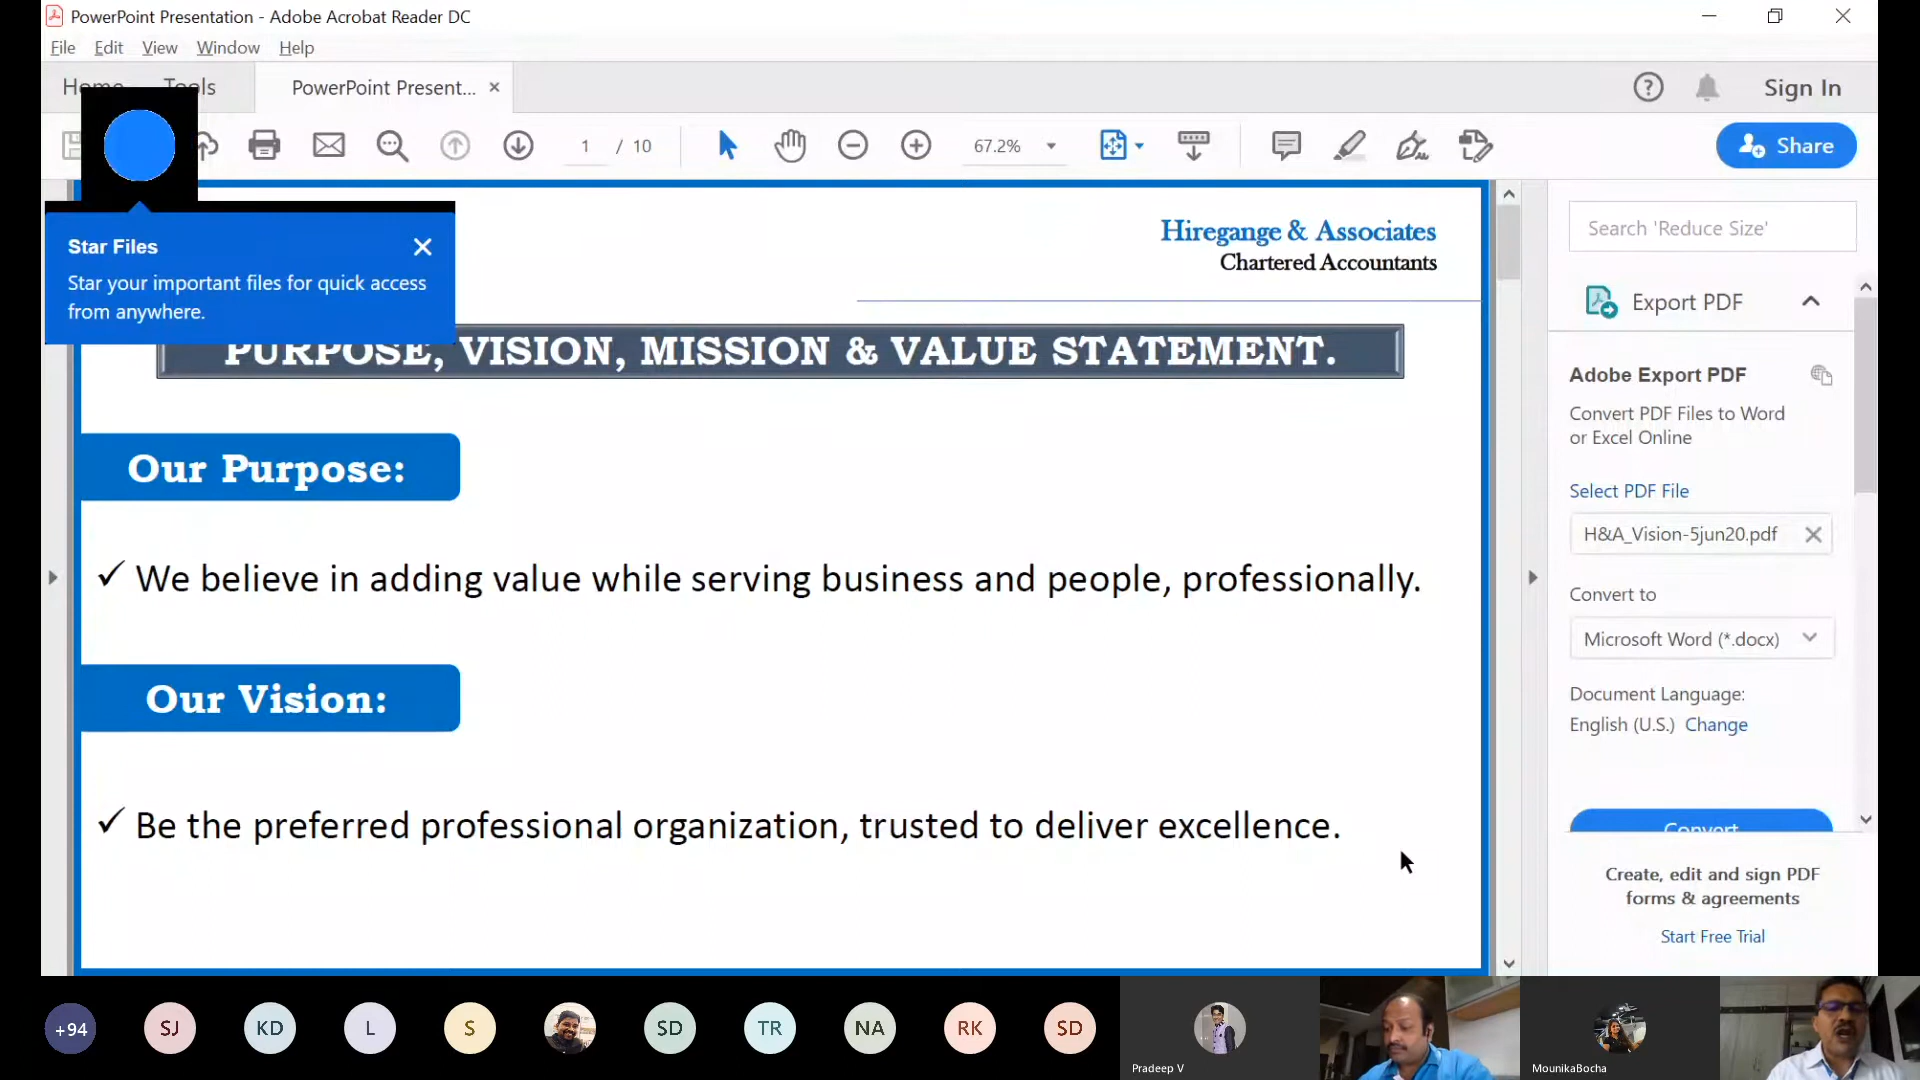 PowerPoint Presentation - Adobe Acrobat Reader DC
File Edit View Window Help
Home Tools PowerPoint Present... Sign In
1 / 10 67.2% Share
Star Files
Star your important files for quick access
from anywhere.
Hiregange & Associates
Chartered Accountants
PURPOSE, VISION, MISSION & VALUE STATEMENT.
Our Purpose:
✓ We believe in adding value while serving business and people, professionally.
Our Vision:
✓ Be the preferred professional organization, trusted to deliver excellence.
Search 'Reduce Size'
Export PDF
Adobe Export PDF
Convert PDF Files to Word
or Excel Online
Select PDF File
H&A_Vision-5jun20.pdf
Convert to
Microsoft Word (*.docx)
Document Language:
English (U.S.) Change
Convert
Create, edit and sign PDF
forms & agreements
Start Free Trial
+94 SJ KD L S SD TR NA RK SD
Pradeep V
MounikaBocha